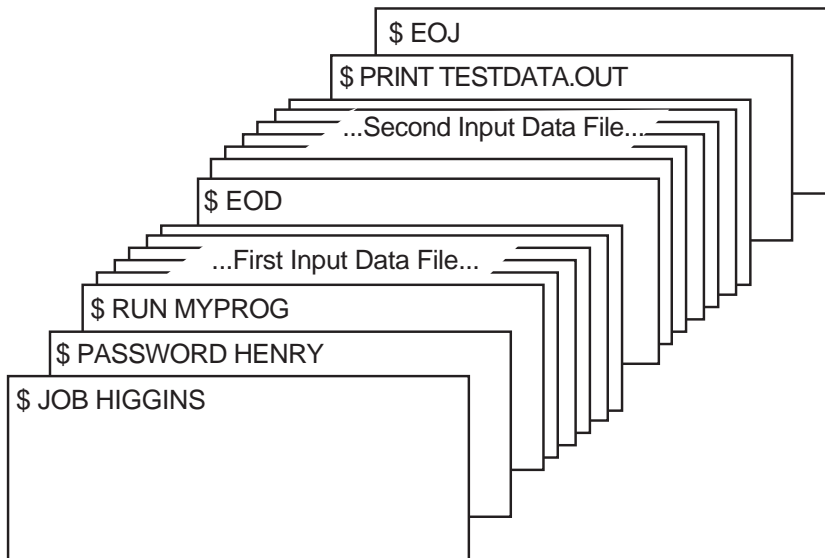 $ EOJ
$ PRINT TESTDATA.OUT
...Second Input Data File...
$ EOD
...First Input Data File...
$ RUN MYPROG
$ PASSWORD HENRY
$ JOB HIGGINS